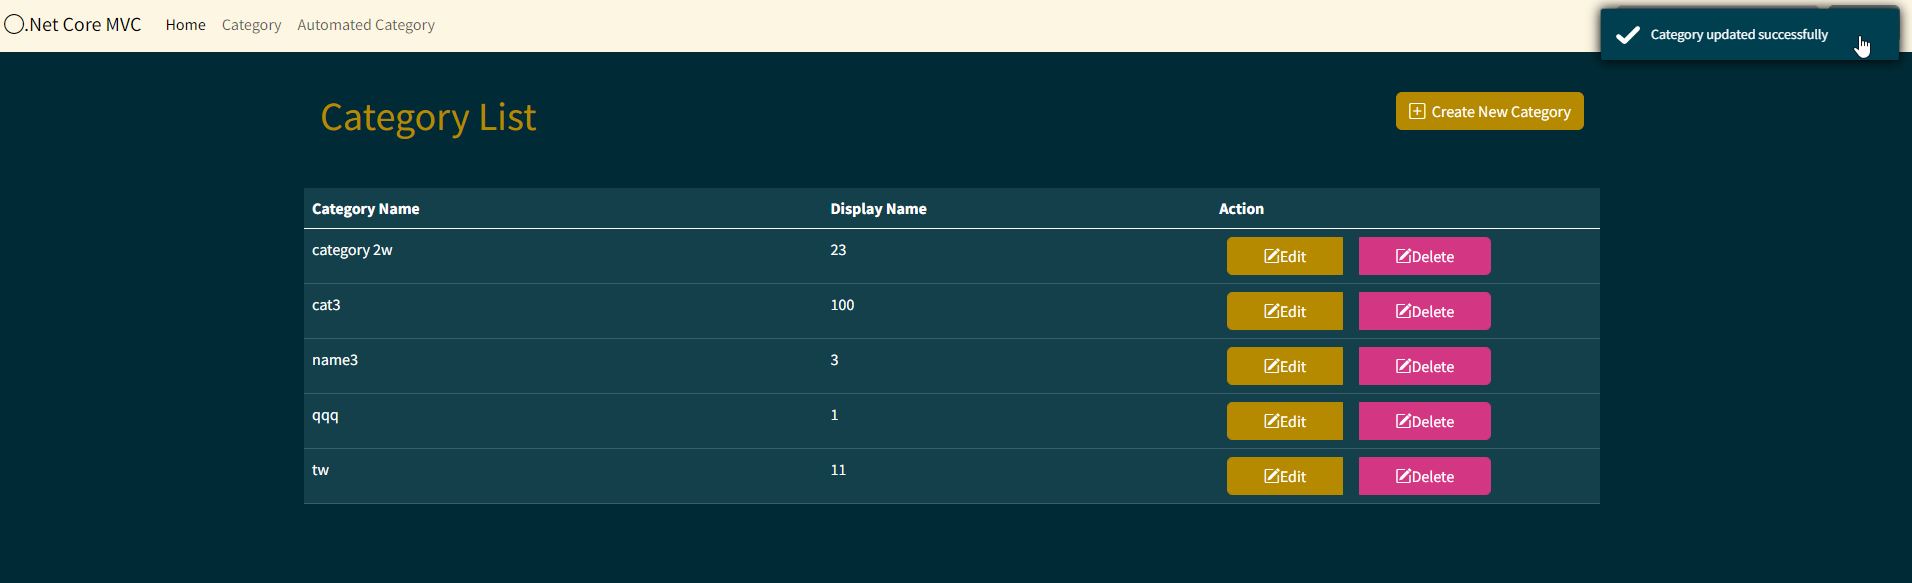 .Net Core MVC Home Category Automated Category
Category updated successfully
Category List
Create New Category
Category Name Display Name Action
category 2w 23 Edit Delete
cat3 100 Edit Delete
name3 3 Edit Delete
qqq 1 Edit Delete
tw 11 Edit Delete